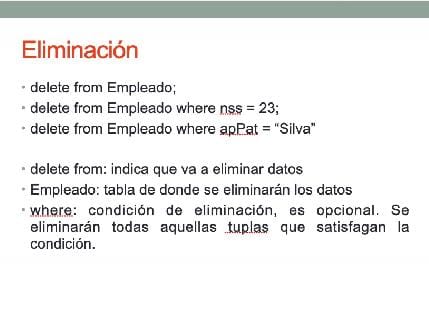 Eliminación
• delete from Empleado;
• delete from Empleado where nss = 23;
• delete from Empleado where apPat = “Silva”
• delete from: indica que va a eliminar datos
• Empleado: tabla de donde se eliminarán los datos
• where: condición de eliminación, es opcional. Se
eliminarán todas aquellas tuplas que satisfagan la
condición.